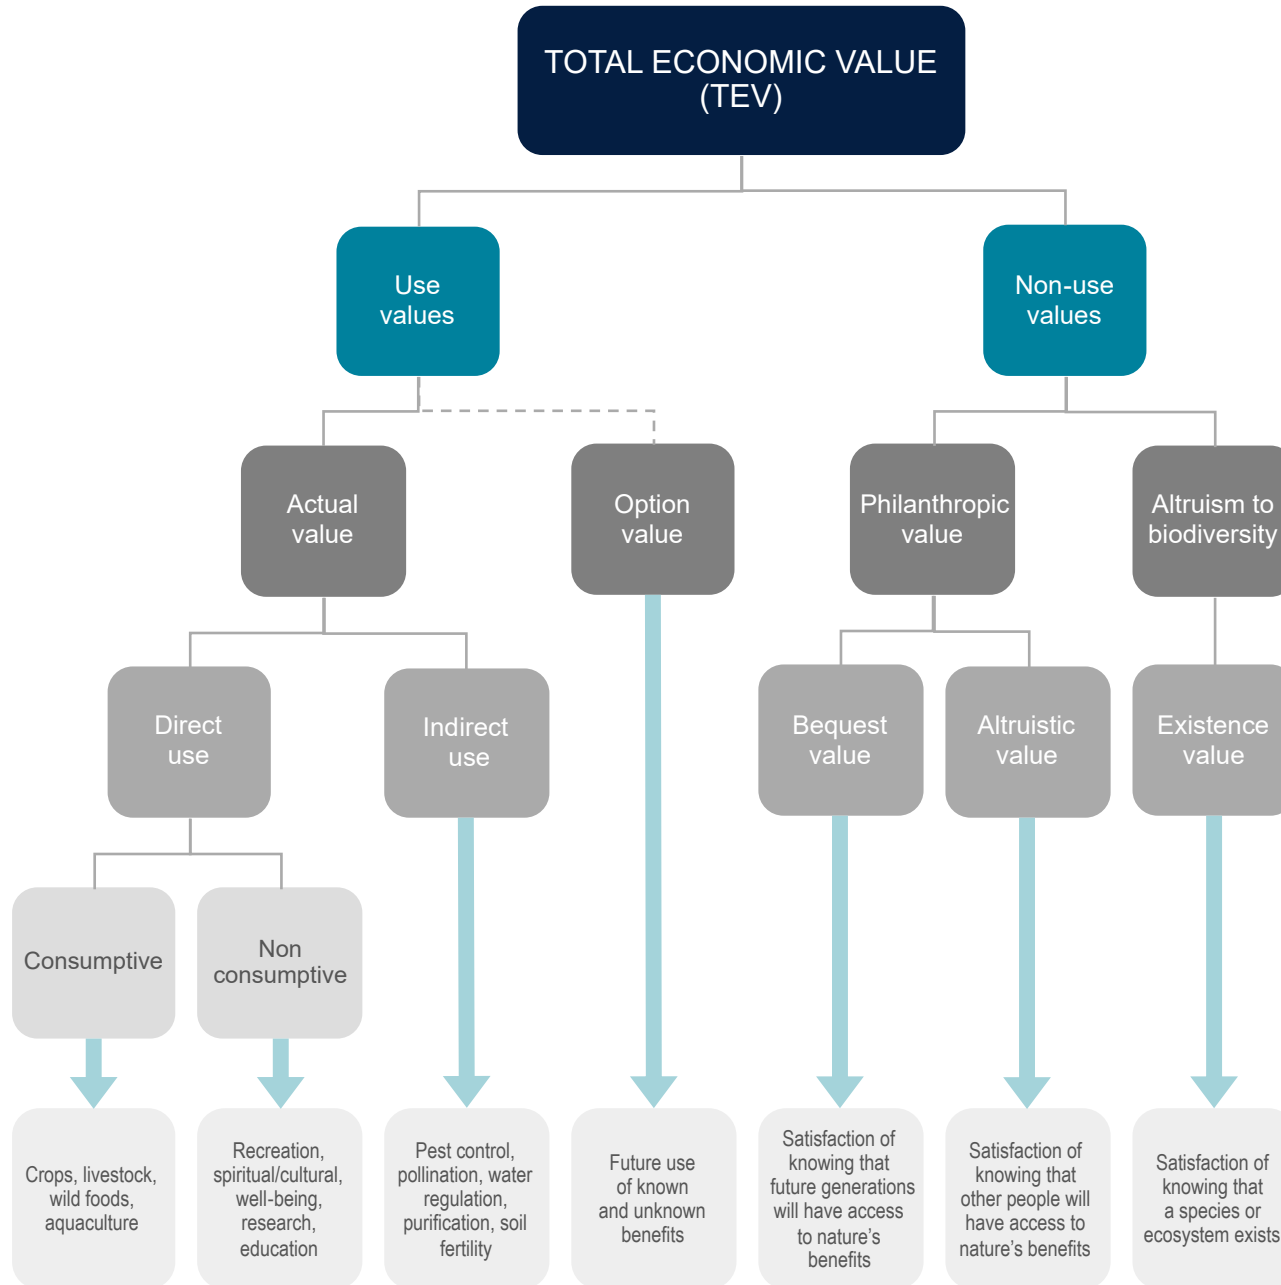 TOTAL ECONOMIC VALUE
(TEV)
Use
values
Non-use
values
Actual
value
Option
value
Philanthropic
value
Altruism to
biodiversity
Direct
use
Indirect
use
Bequest
value
Altruistic
value
Existence
value
Consumptive
Non
consumptive
Crops, livestock,
wild foods,
aquaculture
Recreation,
spiritual/cultural,
well-being,
research,
education
Pest control,
pollination, water
regulation,
purification, soil
fertility
Future use
of known
and unknown
benefits
Satisfaction of
knowing that
future generations
will have access
to nature’s
benefits
Satisfaction of
knowing that
other people will
have access to
nature’s benefits
Satisfaction of
knowing that
a species or
ecosystem exists